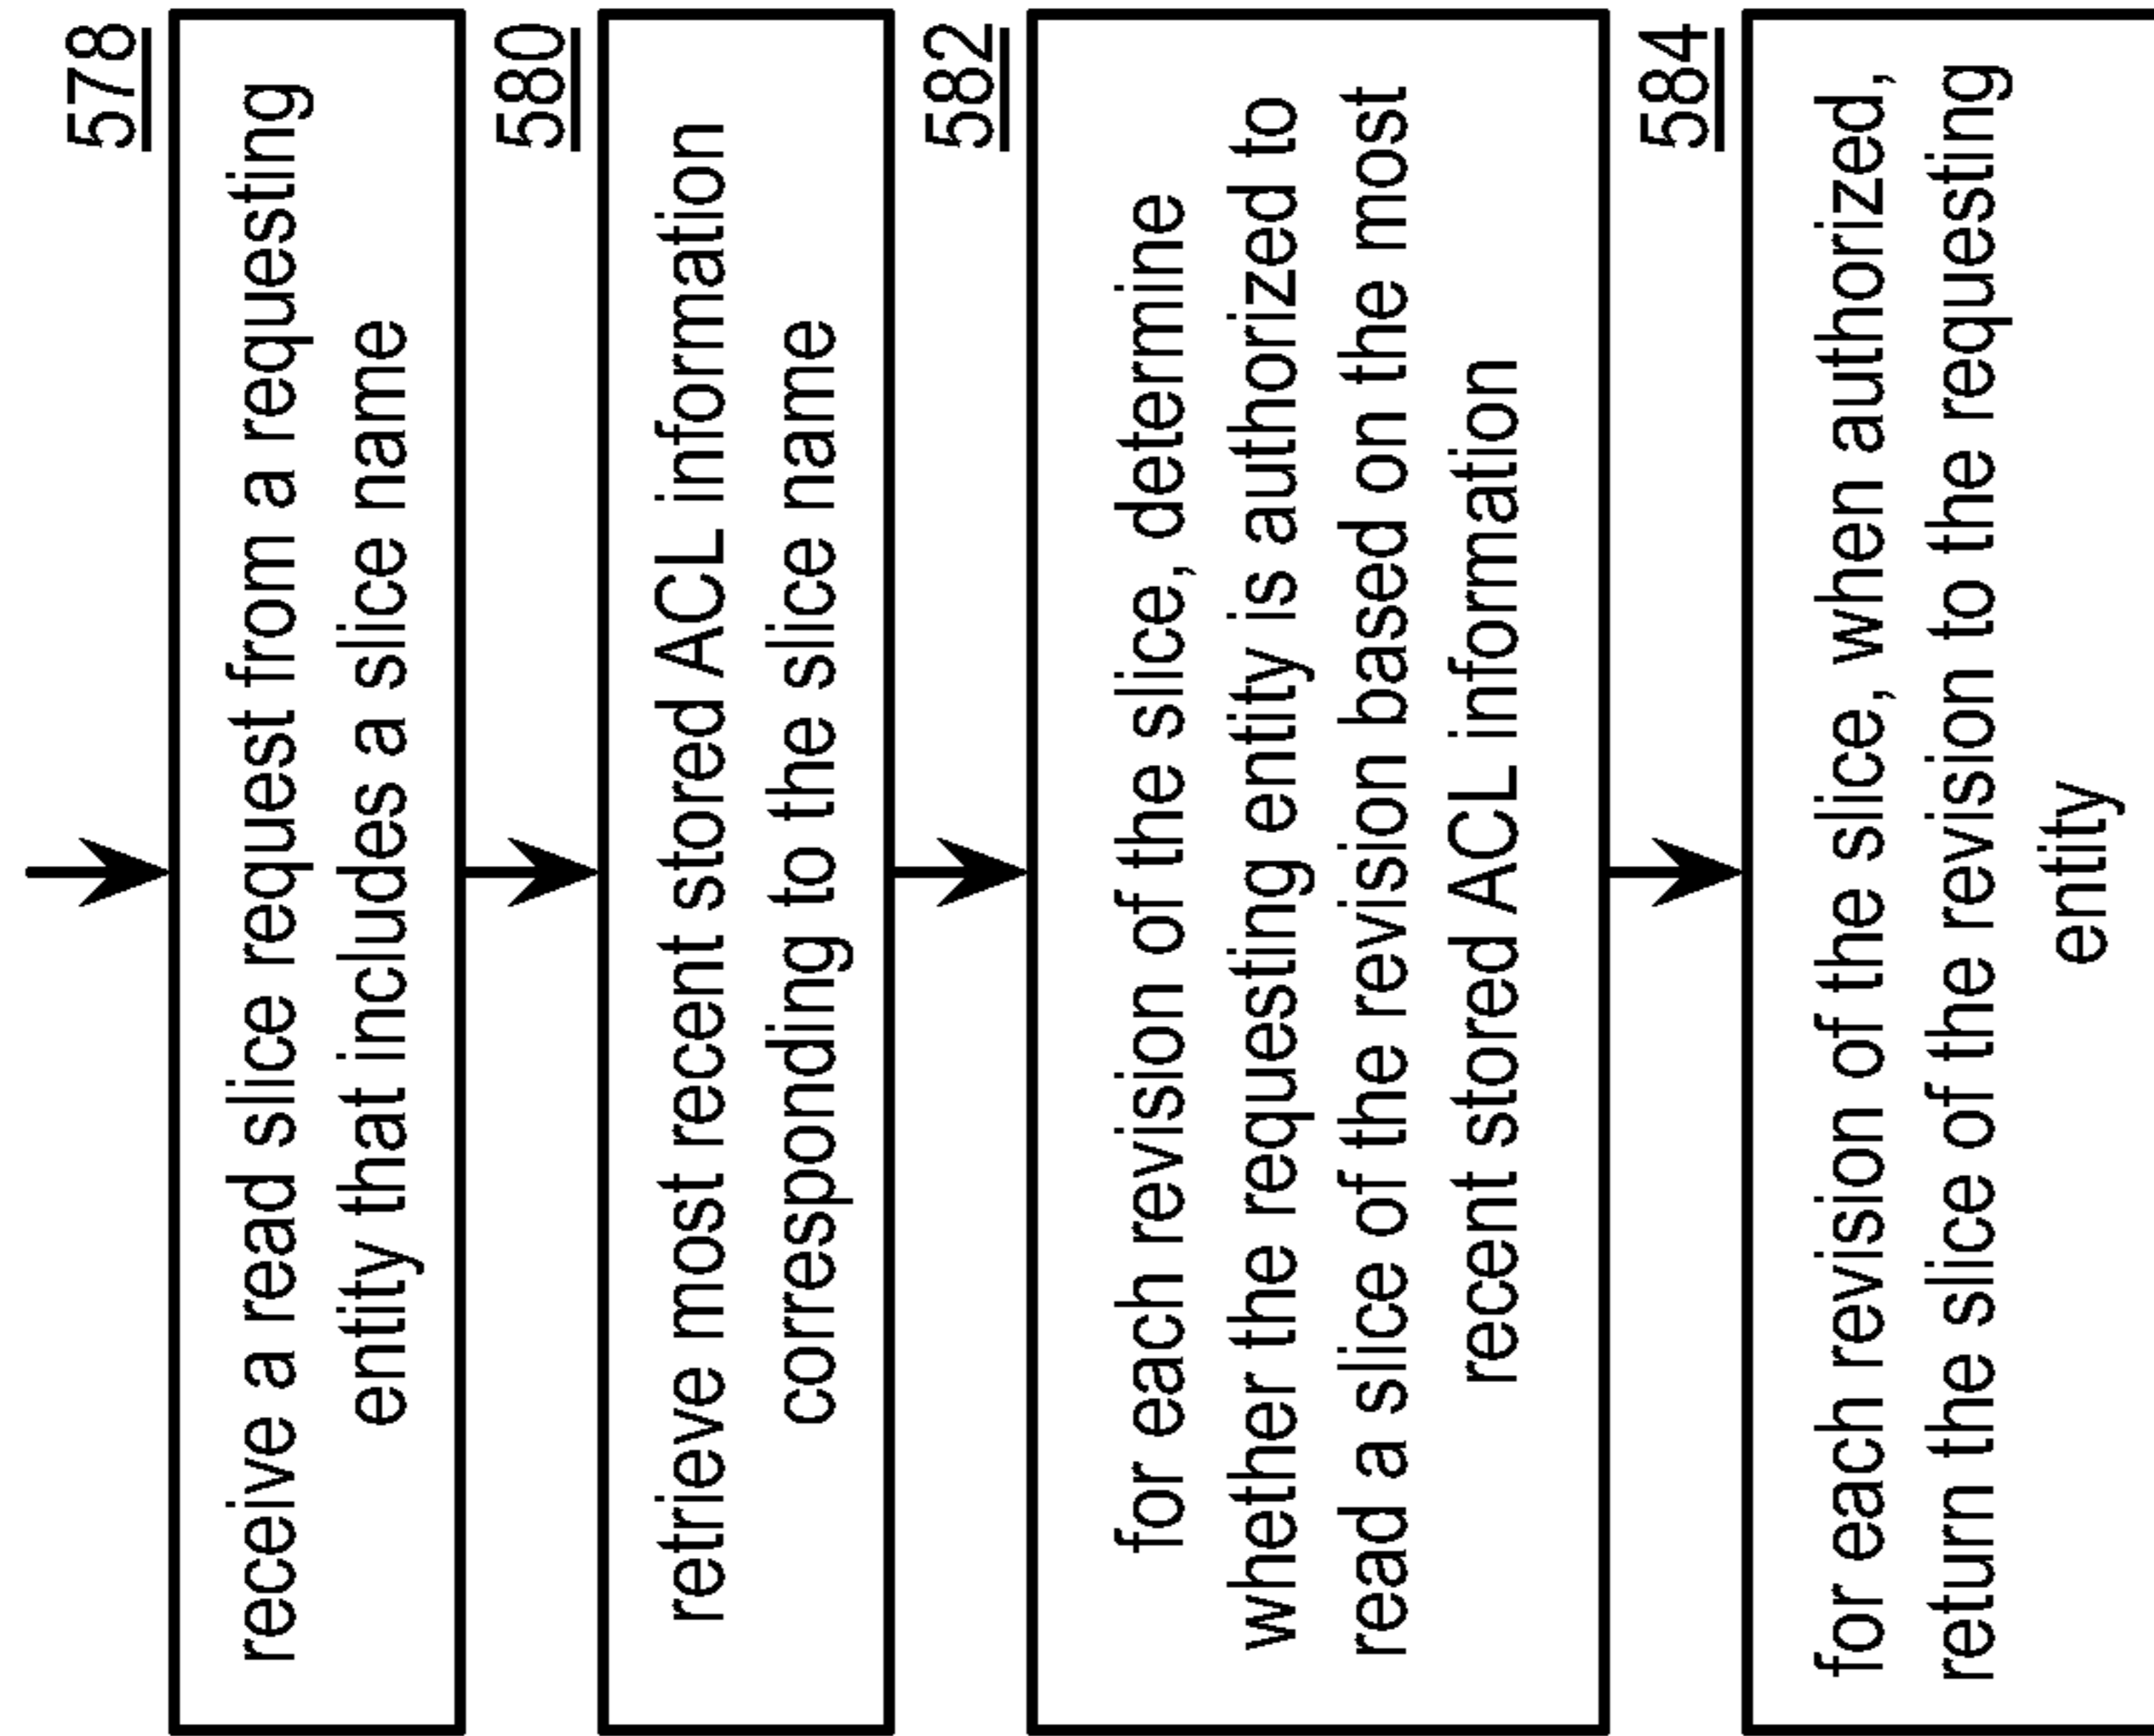 578
receive a read slice request from a requesting
entity that includes a slice name
580
retrieve most recent stored ACL information
corresponding to the slice name
582
for each revision of the slice, determine
whether the requesting entity is authorized to
read a slice of the revision based on the most
recent stored ACL information
584
for each revision of the slice, when authorized,
return the slice of the revision to the requesting
entity